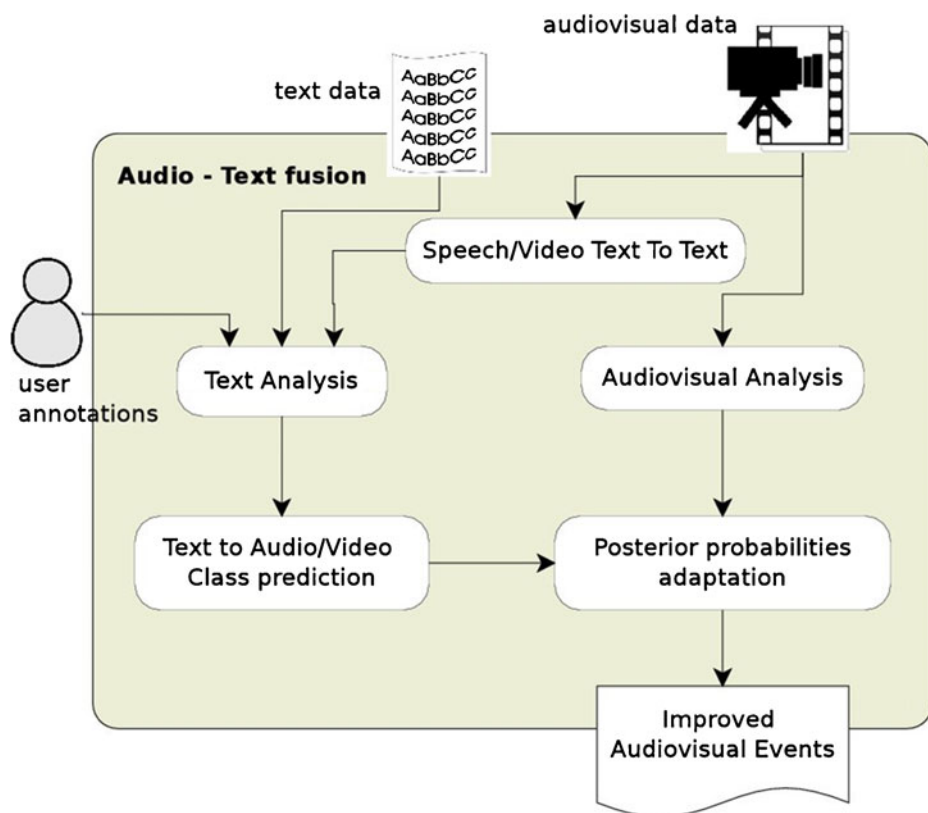 audiovisual data
text data
AaBbCc
AaBbCc
AaBbCc
AaBbCc
AaBbCc
Audio - Text fusion
Speech/Video Text To Text
user
annotations
Text Analysis
Audiovisual Analysis
Text to Audio/Video
Class prediction
Posterior probabilities
adaptation
Improved
Audiovisual Events